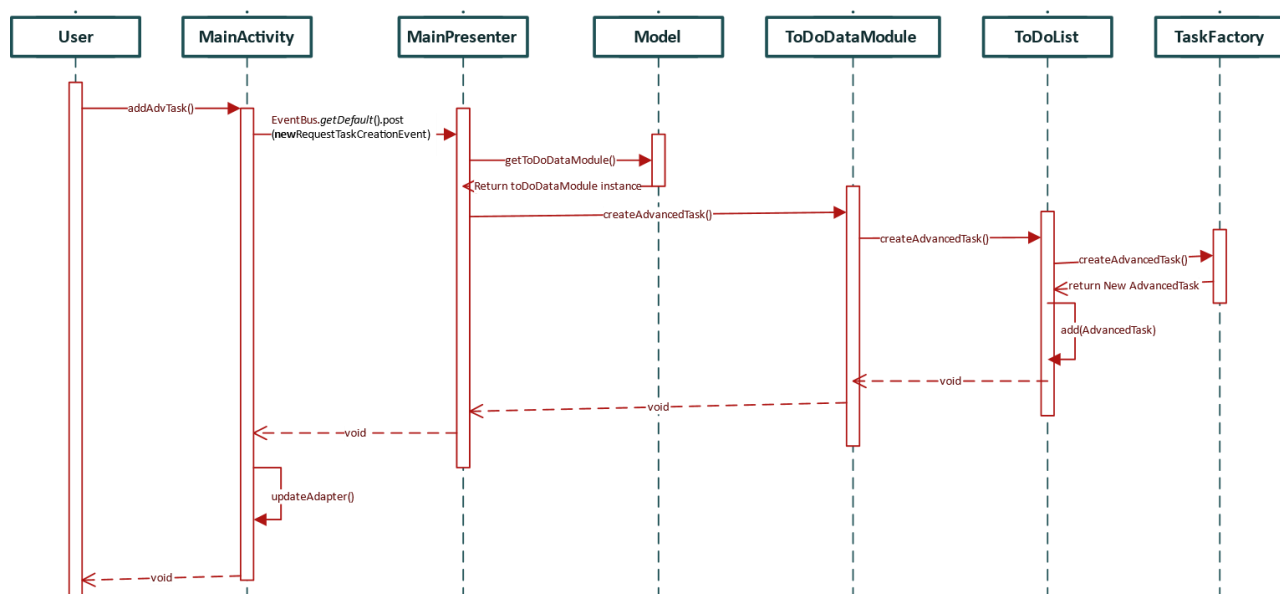 User
MainActivity
MainPresenter
Model
ToDoDataModule
ToDoList
TaskFactory
addAdvTask()
EventBus.getDefault().post
(newRequestTaskCreationEvent)
getToDoDataModule()
Return toDoDataModule instance
createAdvancedTask()
createAdvancedTask()
createAdvancedTask()
return New AdvancedTask
add(AdvancedTask)
void
void
void
updateAdapter()
void